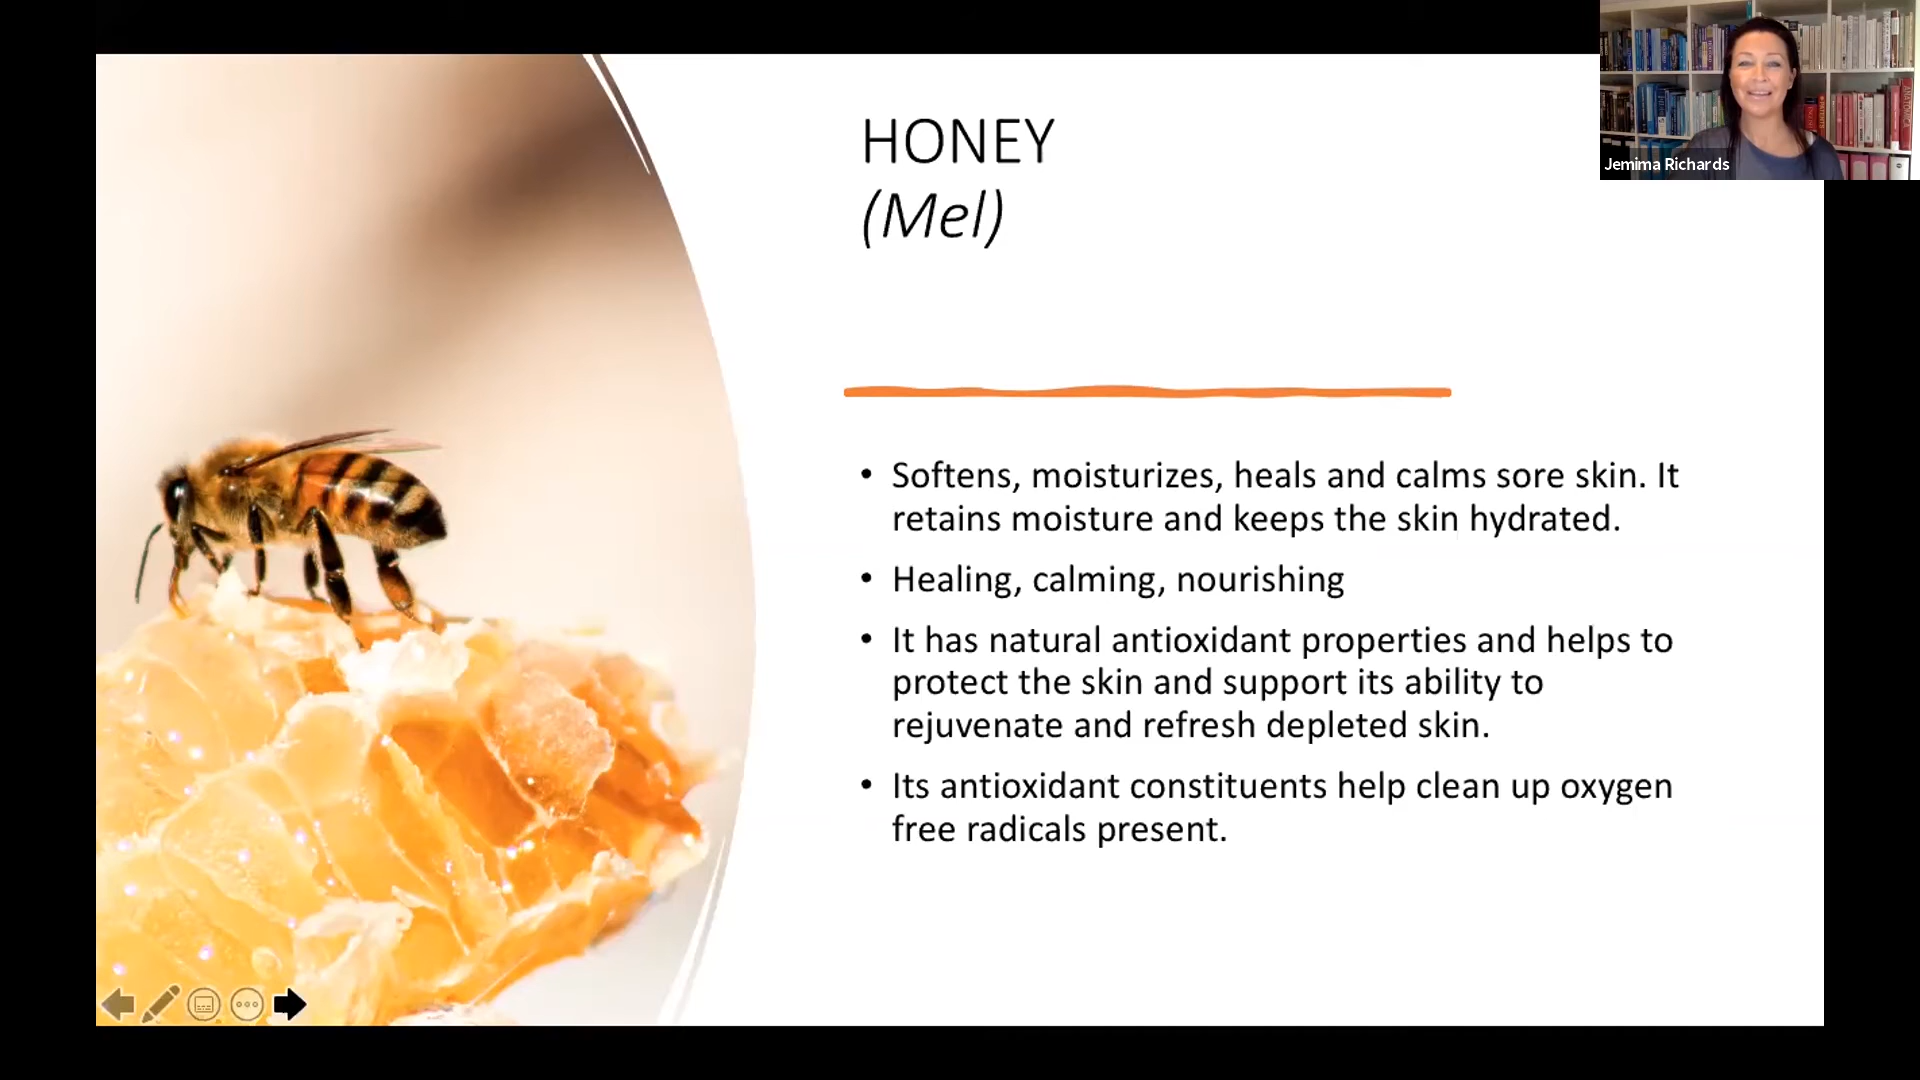 HONEY
(Mel)
Jemima Richards
• Softens, moisturizes, heals and calms sore skin. It
retains moisture and keeps the skin hydrated.
• Healing, calming, nourishing
• It has natural antioxidant properties and helps to
protect the skin and support its ability to
rejuvenate and refresh depleted skin.
• Its antioxidant constituents help clean up oxygen
free radicals present.